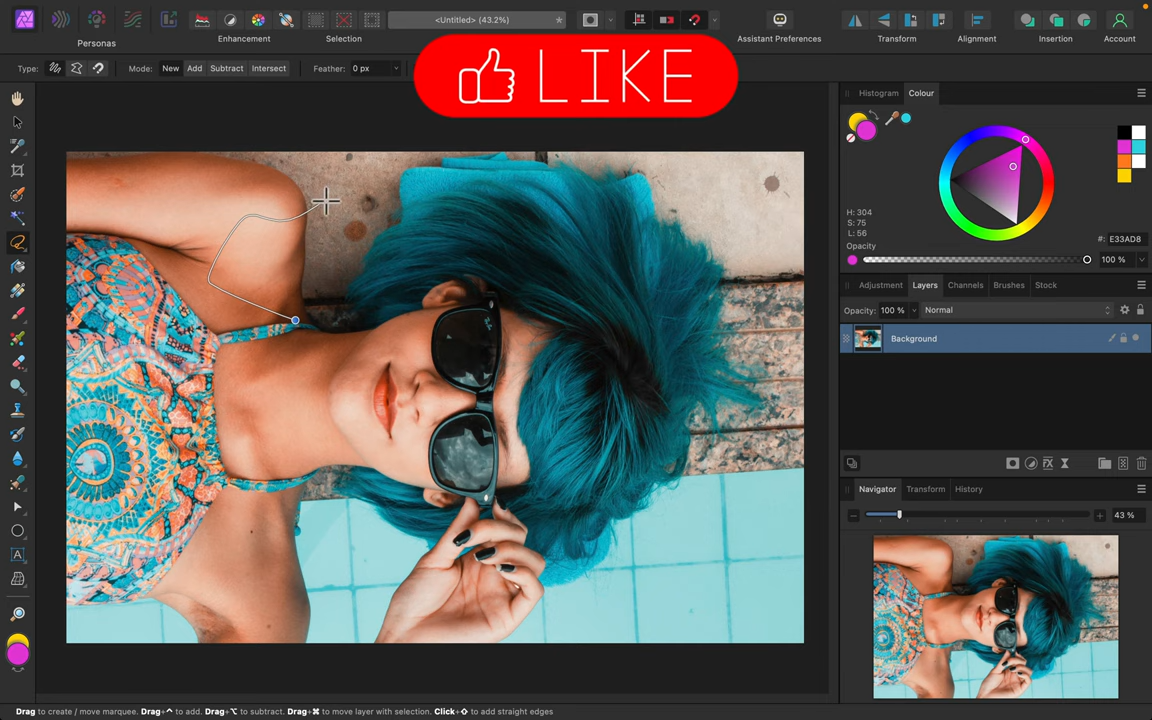 <Untitled> (43.2%)
Personas
Enhancement
Selection
Assistant Preferences
Transform
Alignment
Insertion
Account
LIKE
Type:
Mode: New Add Subtract Intersect
Feather: 0 px
Histogram Colour
H: 304
S: 75
L: 56
#: E33AD8
Opacity
100 %
Adjustment Layers Channels Brushes Stock
Opacity: 100 % Normal
Background
Navigator Transform History
43 %
A
Drag to create / move marquee. Drag+⌃ to add. Drag+⌥ to subtract. Drag+⌘ to move layer with selection. Click+⇧ to add straight edges